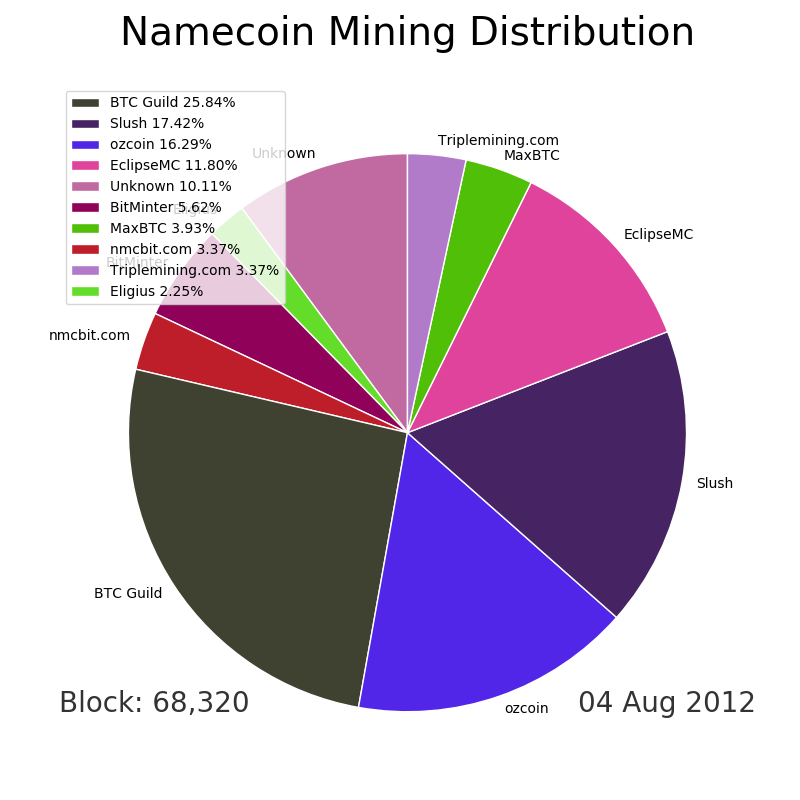 Namecoin Mining Distribution
BTC Guild 25.84%
Slush 17.42%
ozcoin 16.29%
EclipseMC 11.80%
Unknown 10.11%
BitMinter 5.62%
MaxBTC 3.93%
nmcbit.com 3.37%
Triplemining.com 3.37%
Eligius 2.25%
Triplemining.com
MaxBTC
Unknown
Eligius
EclipseMC
BitMinter
nmcbit.com
Slush
BTC Guild
ozcoin
Block: 68,320
04 Aug 2012